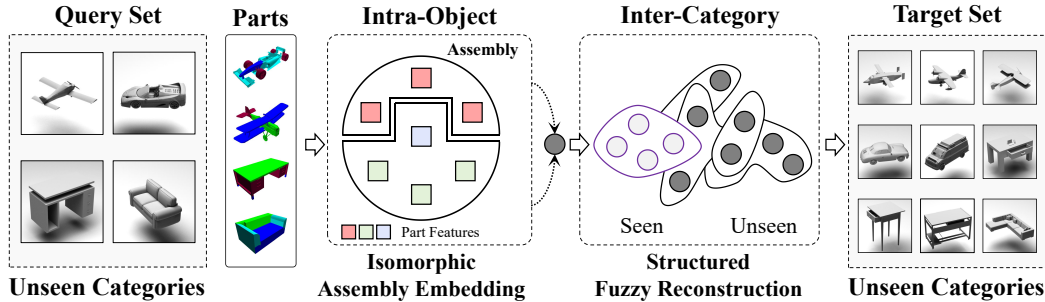 Query Set
Parts
Intra-Object
Inter-Category
Target Set
Assembly
Part Features
Seen
Unseen
Unseen Categories
Isomorphic
Assembly Embedding
Structured
Fuzzy Reconstruction
Unseen Categories